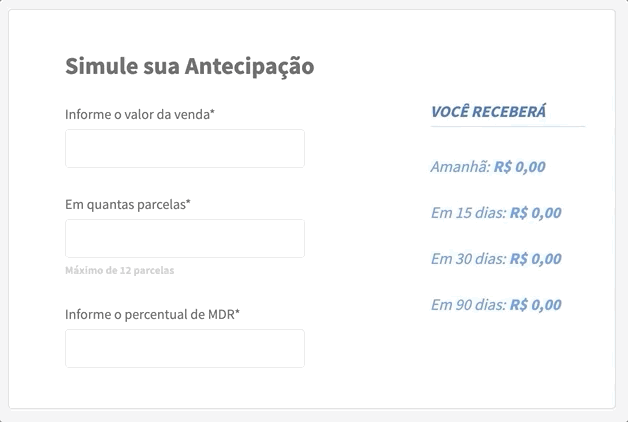 Simule sua Antecipação
Informe o valor da venda*
Em quantas parcelas*
Máximo de 12 parcelas
Informe o percentual de MDR*
VOCÊ RECEBERÁ
Amanhã: R$ 0,00
Em 15 dias: R$ 0,00
Em 30 dias: R$ 0,00
Em 90 dias: R$ 0,00